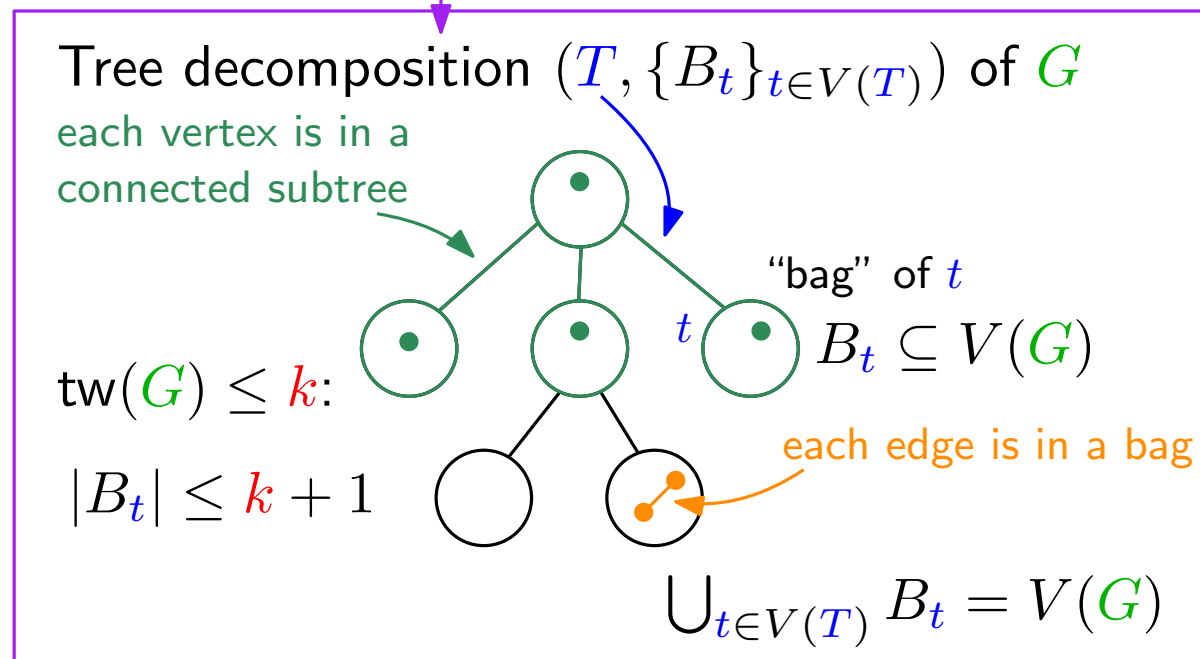 Tree decomposition (T, {B_t}_{t∈V(T)}) of G
each vertex is in a
connected subtree
“bag” of t
t
B_t ⊆ V(G)
tw(G) ≤ k:
each edge is in a bag
|B_t| ≤ k + 1
⋃_{t∈V(T)} B_t = V(G)